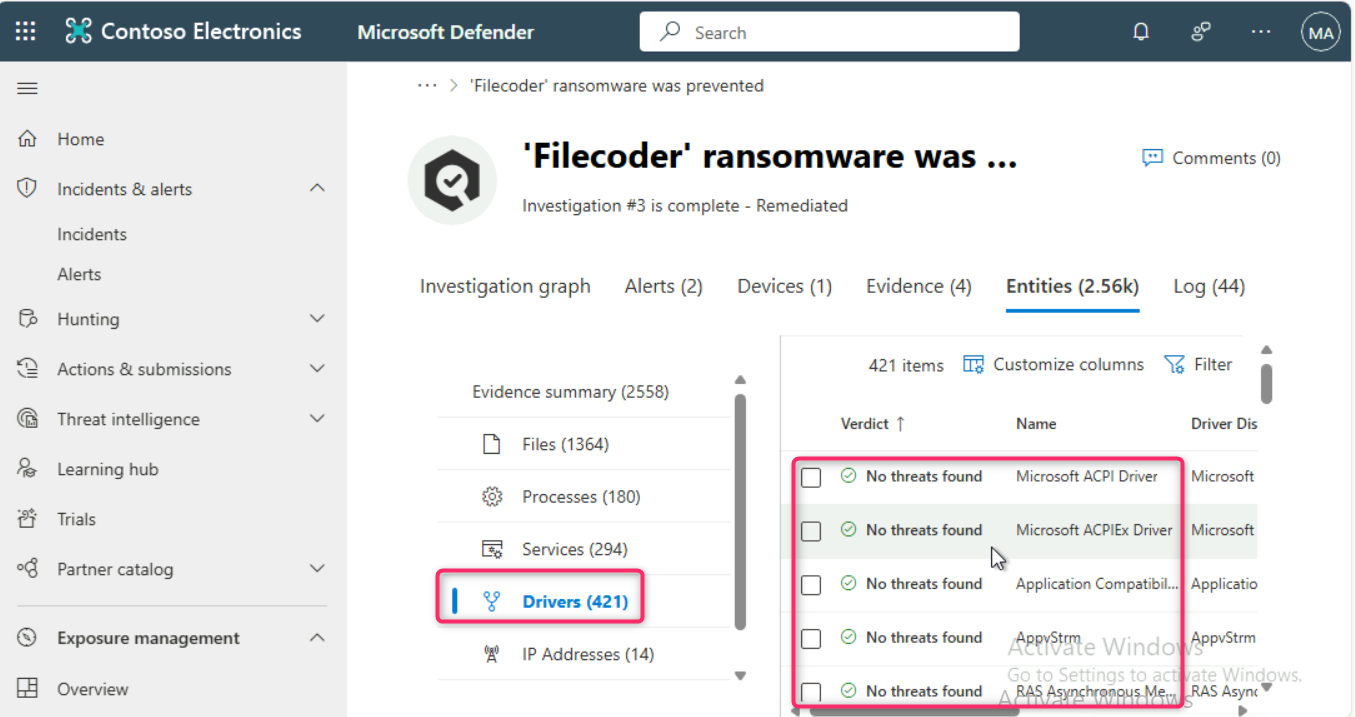 Contoso Electronics
Microsoft Defender
Search
MA
··· > 'Filecoder' ransomware was prevented
'Filecoder' ransomware was ...
Comments (0)
Investigation #3 is complete - Remediated
Home
Incidents & alerts
Incidents
Alerts
Hunting
Actions & submissions
Threat intelligence
Learning hub
Trials
Partner catalog
Exposure management
Overview
Investigation graph
Alerts (2)
Devices (1)
Evidence (4)
Entities (2.56k)
Log (44)
Evidence summary (2558)
Files (1364)
Processes (180)
Services (294)
Drivers (421)
IP Addresses (14)
421 items
Customize columns
Filter
Verdict ↑ Name Driver Dis
No threats found Microsoft ACPI Driver Microsoft
No threats found Microsoft ACPIEx Driver Microsoft
No threats found Application Compatibil... Applicatio
No threats found AppvStrm AppvStrm
No threats found RAS Asynchronous Me... RAS Async
Activate Windows
Go to Settings to activate Windows.
Activate Windows